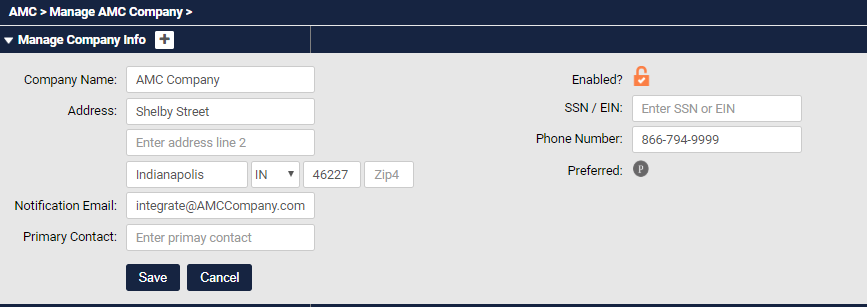 AMC > Manage AMC Company >
Manage Company Info +
Company Name: AMC Company Enabled?
Address: Shelby Street SSN / EIN: Enter SSN or EIN
Enter address line 2 Phone Number: 866-794-9999
Indianapolis IN 46227 Zip4 Preferred: P
Notification Email: integrate@AMCCompany.com
Primary Contact: Enter primay contact
Save Cancel